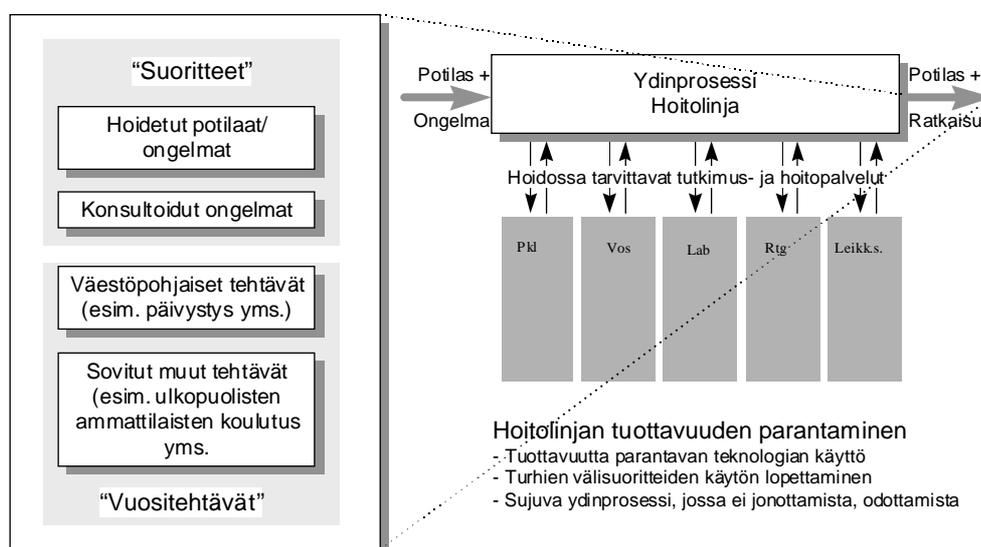 “Suoritteet”
Hoidetut potilaat/
ongelmat
Konsultoidut ongelmat
Väestöpohjaiset tehtävät
(esim. päivystys yms.)
Sovitut muut tehtävät
(esim. ulkopuolisten
ammattilaisten koulutus
yms.
“Vuositehtävät”
Potilas +
Ongelma
Ydinprosessi
Hoitolinja
Potilas +
Ratkaisu
Hoidossa tarvittavat tutkimus- ja hoitopalvelut
Pkl
Vos
Lab
Rtg
Leikk.s.
Hoitolinjan tuottavuuden parantaminen
- Tuottavuutta parantavan teknologian käyttö
- Turhien välisuoritteiden käytön lopettaminen
- Sujuva ydinprosessi, jossa ei jonottamista, odottamista